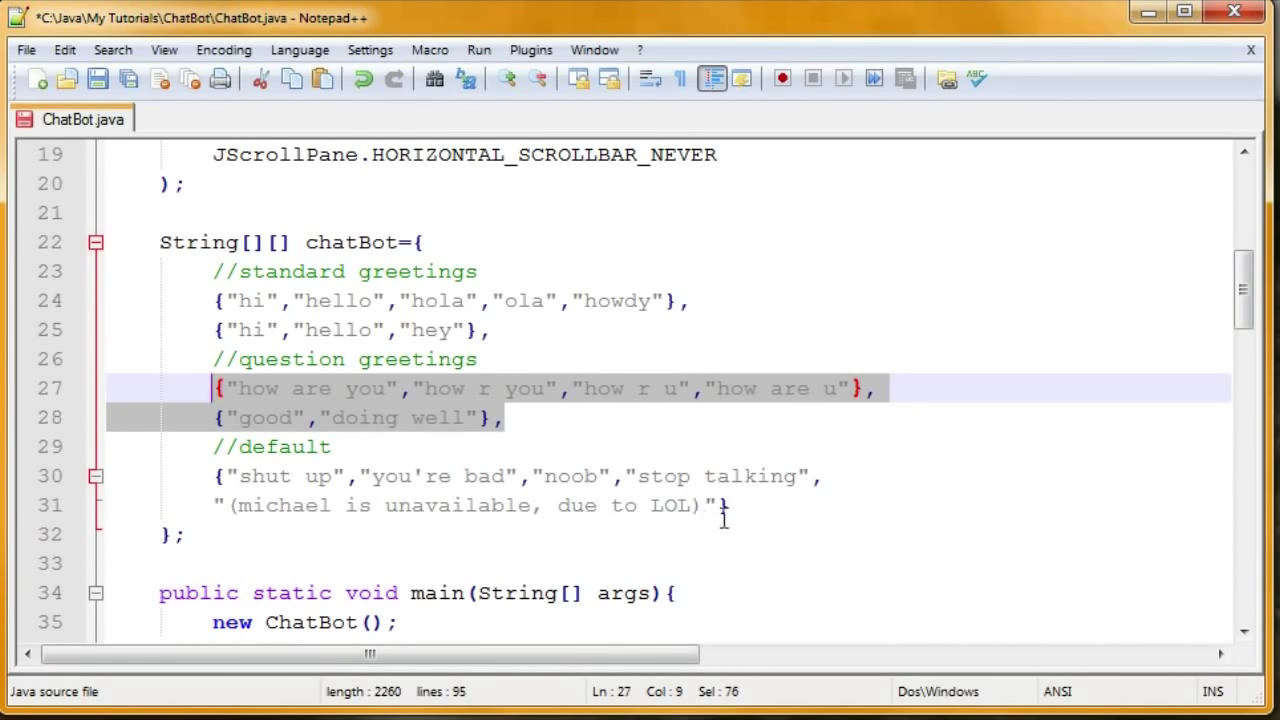 *C:\Java\My Tutorials\ChatBot\ChatBot.java - Notepad++
File Edit Search View Encoding Language Settings Macro Run Plugins Window ? X
ABC
ChatBot.java
19 JScrollPane.HORIZONTAL_SCROLLBAR_NEVER
20 );
21
22 String[][] chatBot={
23 //standard greetings
24 {"hi","hello","hola","ola","howdy"},
25 {"hi","hello","hey"},
26 //question greetings
27 {"how are you","how r you","how r u","how are u"},
28 {"good","doing well"},
29 //default
30 {"shut up","you're bad","noob","stop talking",
31 "(michael is unavailable, due to LOL)"}
32 };
33
34 public static void main(String[] args){
35 new ChatBot();
Java source file length : 2260 lines : 95 Ln : 27 Col : 9 Sel : 76 Dos\Windows ANSI INS